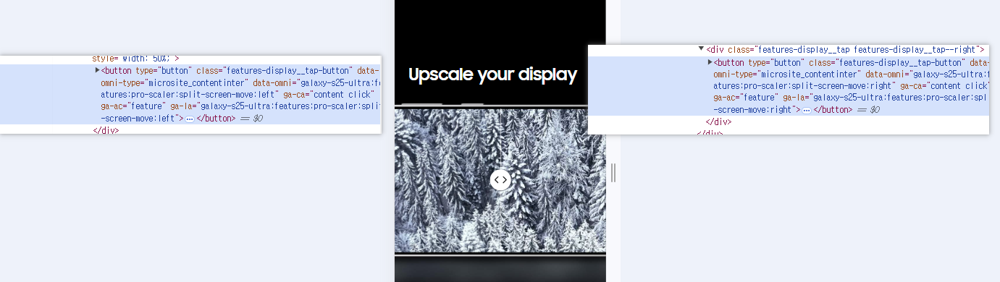 style= width: 50%; >
▶<button type="button" class="features-display__tap-button" data-
omni-type="microsite_contentinter" data-omni="galaxy-s25-ultra:f
atures:pro-scaler:split-screen-move:left" ga-ca="content click"
ga-ac="feature" ga-la="galaxy-s25-ultra:features:pro-scaler:split
-screen-move:left">…</button> == $0
</div>
Upscale your display
< >
▼<div class="features-display__tap features-display__tap--right">
▶<button type="button" class="features-display__tap-button" data-
omni-type="microsite_contentinter" data-omni="galaxy-s25-ultra:f
atures:pro-scaler:split-screen-move:right" ga-ca="content click"
ga-ac="feature" ga-la="galaxy-s25-ultra:features:pro-scaler:spl
-screen-move:right">…</button> == $0
</div>
</div>